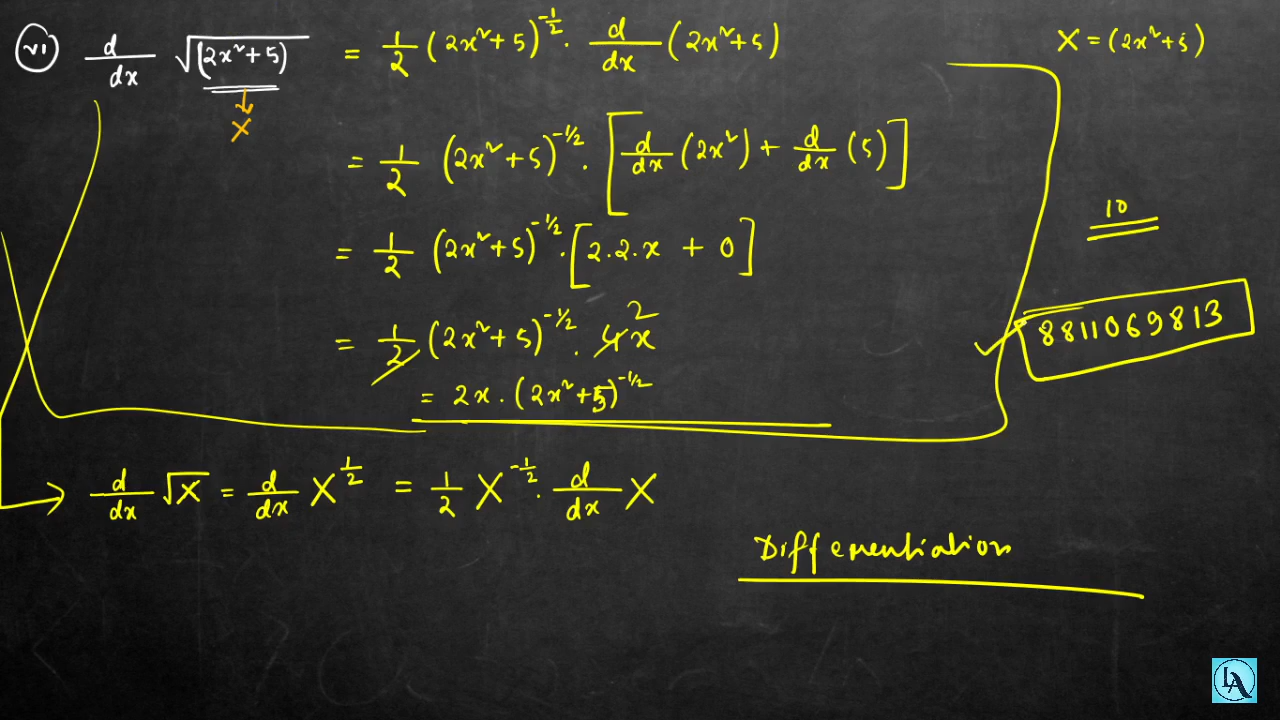 (vi) d/dx √(2x²+5) = 1/2 (2x²+5)^(-1/2) · d/dx (2x²+5)
X = (2x²+5)
X
= 1/2 (2x²+5)^(-1/2) · [d/dx (2x²) + d/dx (5)]
10
= 1/2 (2x²+5)^(-1/2) · [2.2.x + 0]
8811069813
= 1/2 (2x²+5)^(-1/2) · 4x 2
= 2x · (2x²+5)^(-1/2)
d/dx √X = d/dx X^(1/2) = 1/2 X^(-1/2) · d/dx X
Differentiation
LA